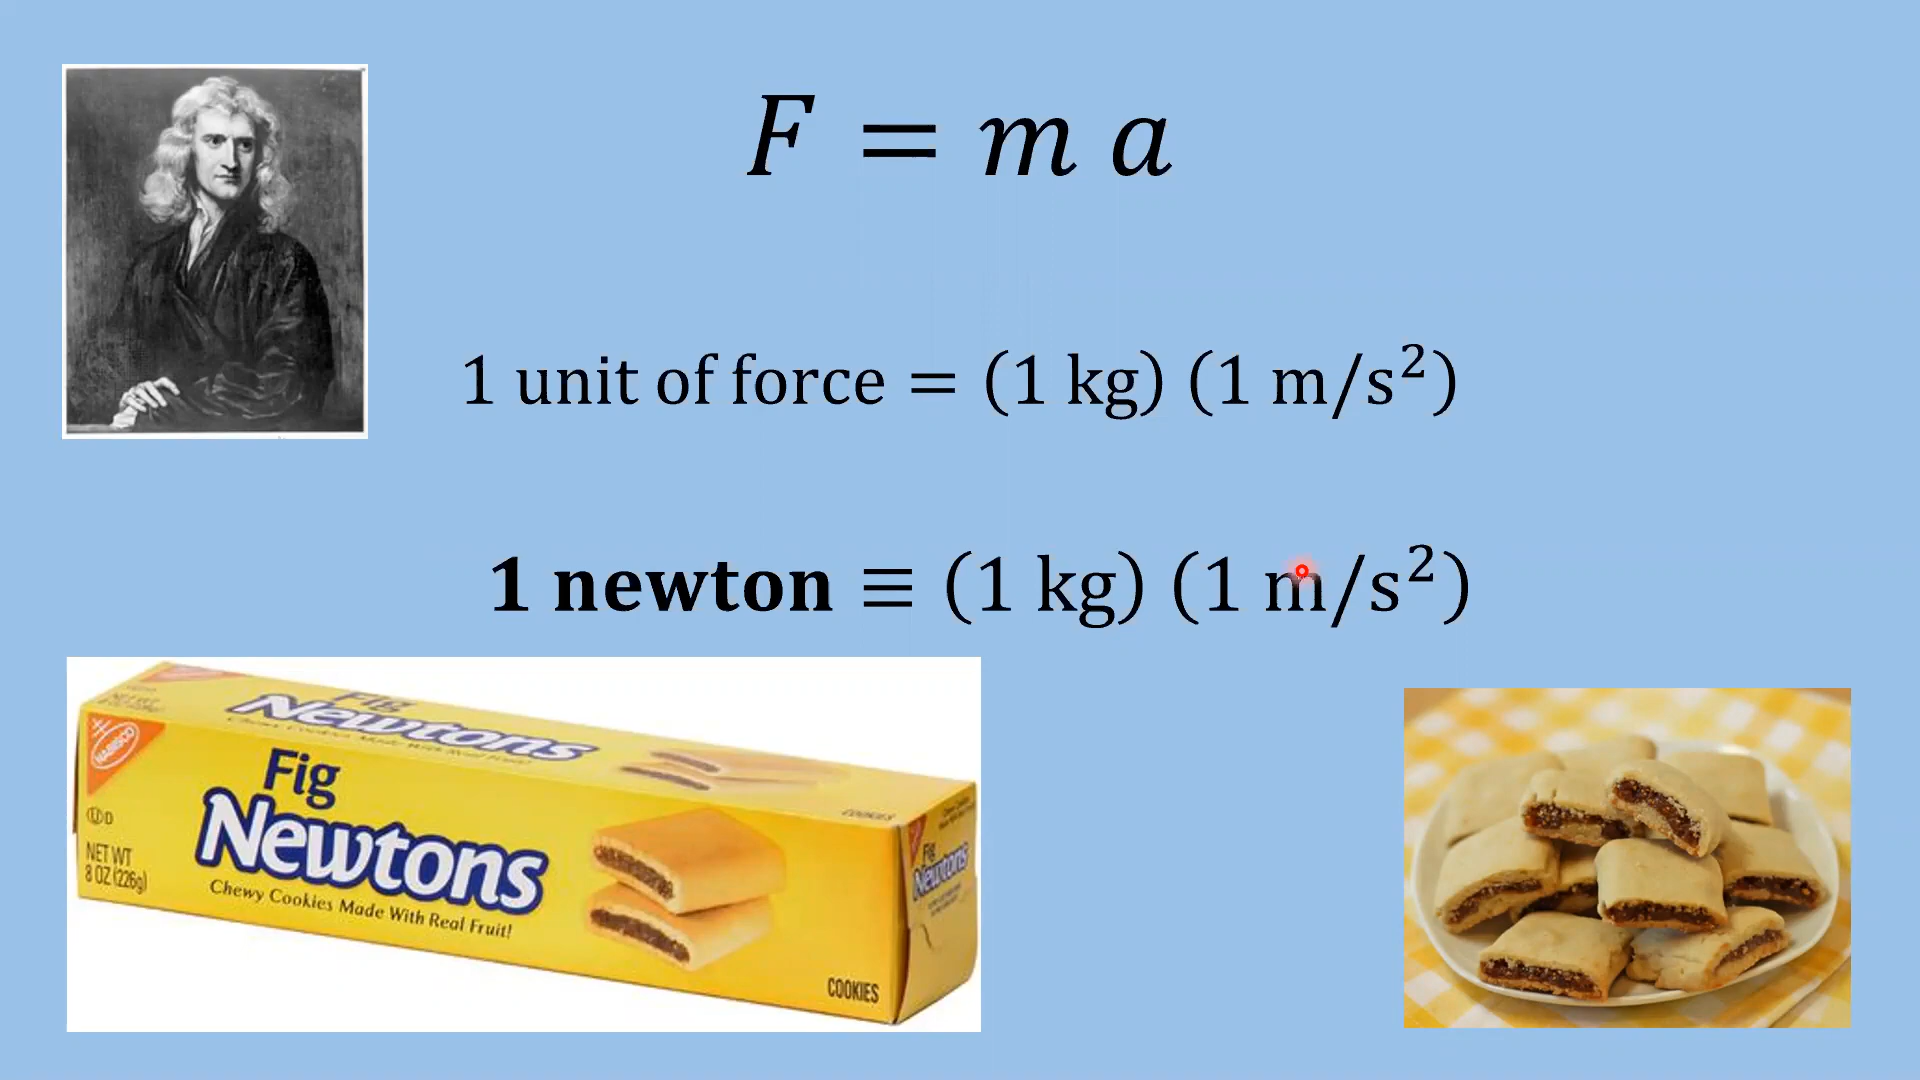 F = m a
1 unit of force = (1 kg) (1 m/s²)
1 newton ≡ (1 kg) (1 m/s²)
Fig
Newtons
NABISCO
Fig
Newtons
Chewy Cookies Made With Real Fruit!
U D
NET WT
8 OZ (226g)
COOKIES
COOKIES
Fig
Newtons